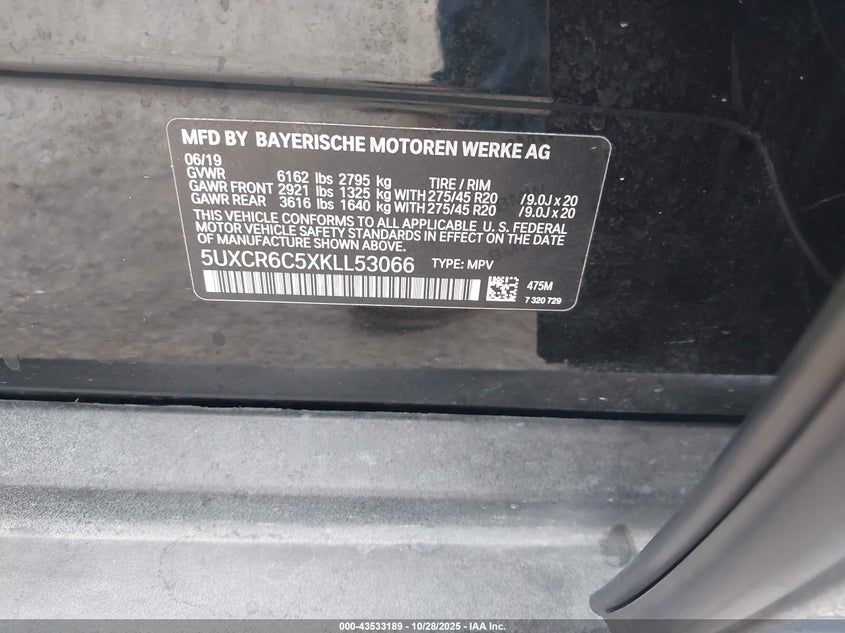 MFD BY BAYERISCHE MOTOREN WERKE AG
06/19
GVWR 6162 lbs 2795 kg TIRE / RIM
GAWR FRONT 2921 lbs 1325 kg WITH 275/45 R20 / 9.0J x 20
GAWR REAR 3616 lbs 1640 kg WITH 275/45 R20 / 9.0J x 20
THIS VEHICLE CONFORMS TO ALL APPLICABLE U. S. FEDERAL
MOTOR VEHICLE SAFETY STANDARDS IN EFFECT ON THE DATE
OF MANUFACTURE SHOWN ABOVE.
5UXCR6C5XKLL53066 TYPE: MPV
475M
7 320 729
000-43533189 - 10/28/2025 - IAA Inc.